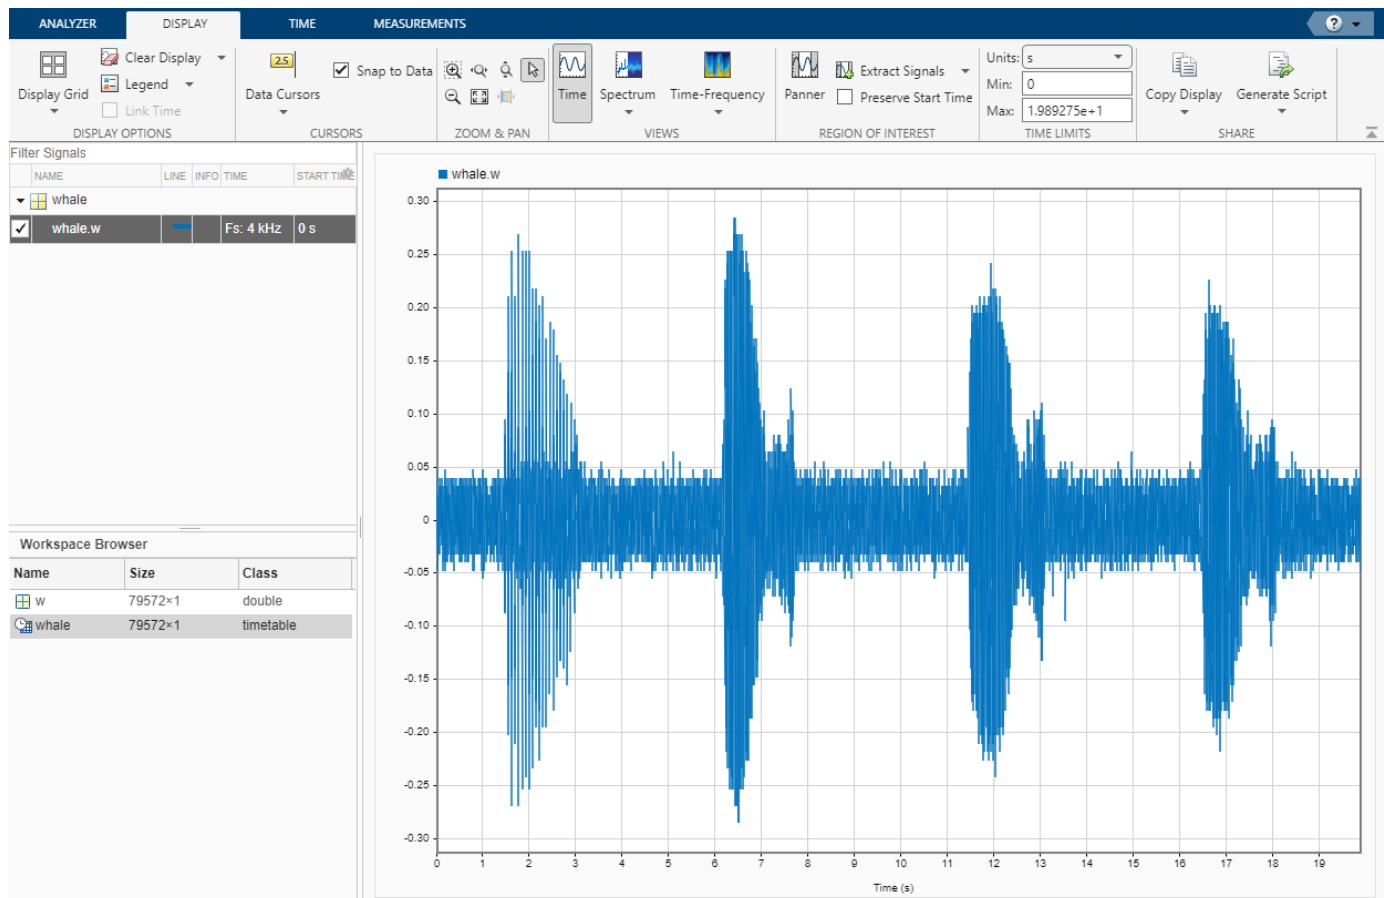 ANALYZER DISPLAY TIME MEASUREMENTS ?
Display Grid
Clear Display
Legend
Link Time
DISPLAY OPTIONS
2.5
Data Cursors
Snap to Data
CURSORS
ZOOM & PAN
Time Spectrum Time-Frequency
VIEWS
Panner
Extract Signals
Preserve Start Time
REGION OF INTEREST
Units: s
Min: 0
Max: 1.989275e+1
TIME LIMITS
Copy Display Generate Script
SHARE
Filter Signals
NAME LINE INFO TIME START TIME
whale
whale.w Fs: 4 kHz 0 s
Workspace Browser
Name Size Class
w 79572×1 double
whale 79572×1 timetable
whale.w
0.30
0.25
0.20
0.15
0.10
0.05
0
-0.05
-0.10
-0.15
-0.20
-0.25
-0.30
0 1 2 3 4 5 6 7 8 9 10 11 12 13 14 15 16 17 18 19
Time (s)